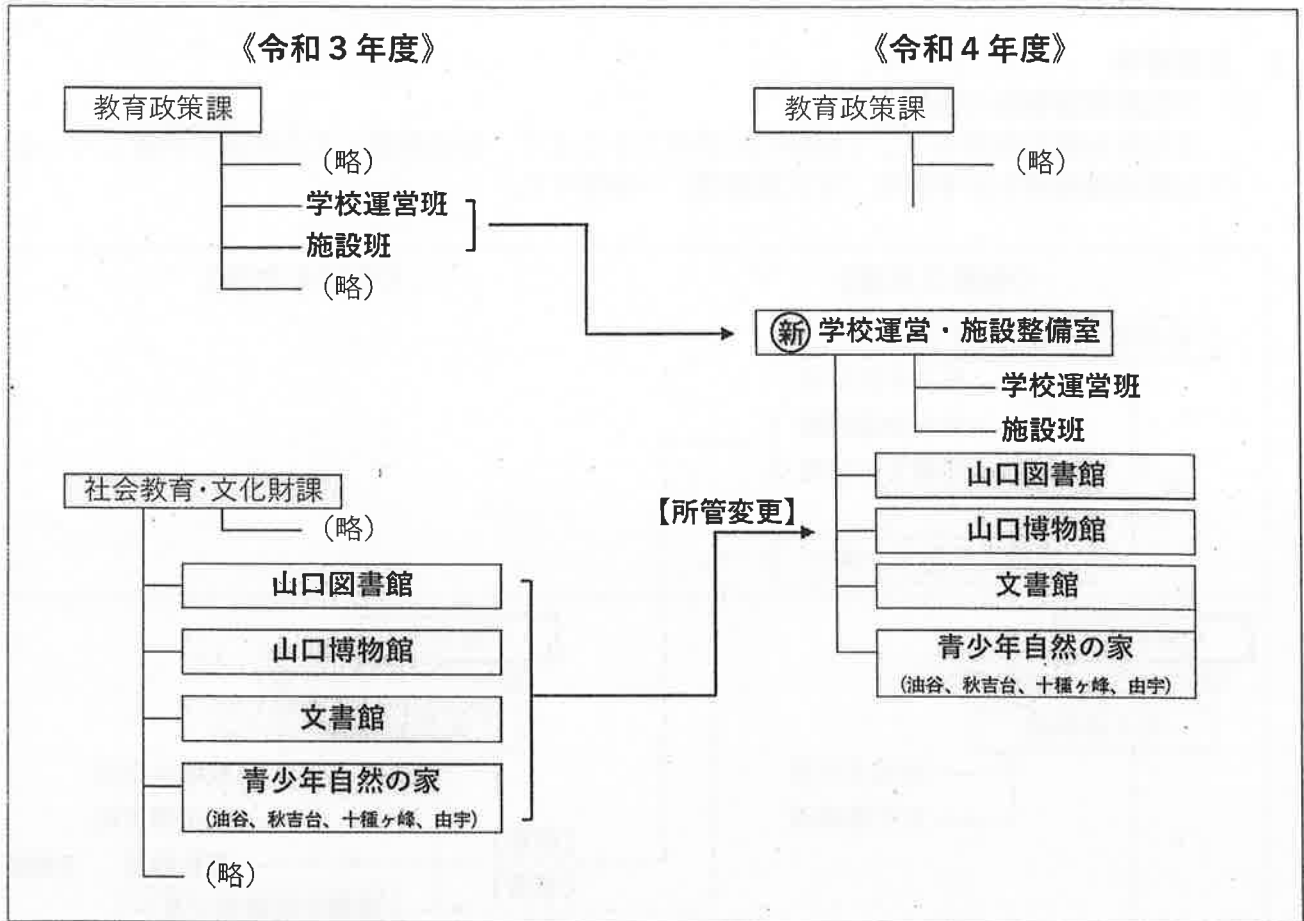 《令和３年度》
教育政策課
（略）
学校運営班
施設班
（略）
社会教育・文化財課
（略）
山口図書館
山口博物館
文書館
青少年自然の家
（油谷、秋吉台、十種ヶ峰、由宇）
（略）
【所管変更】
《令和４年度》
教育政策課
（略）
新 学校運営・施設整備室
学校運営班
施設班
山口図書館
山口博物館
文書館
青少年自然の家
（油谷、秋吉台、十種ヶ峰、由宇）